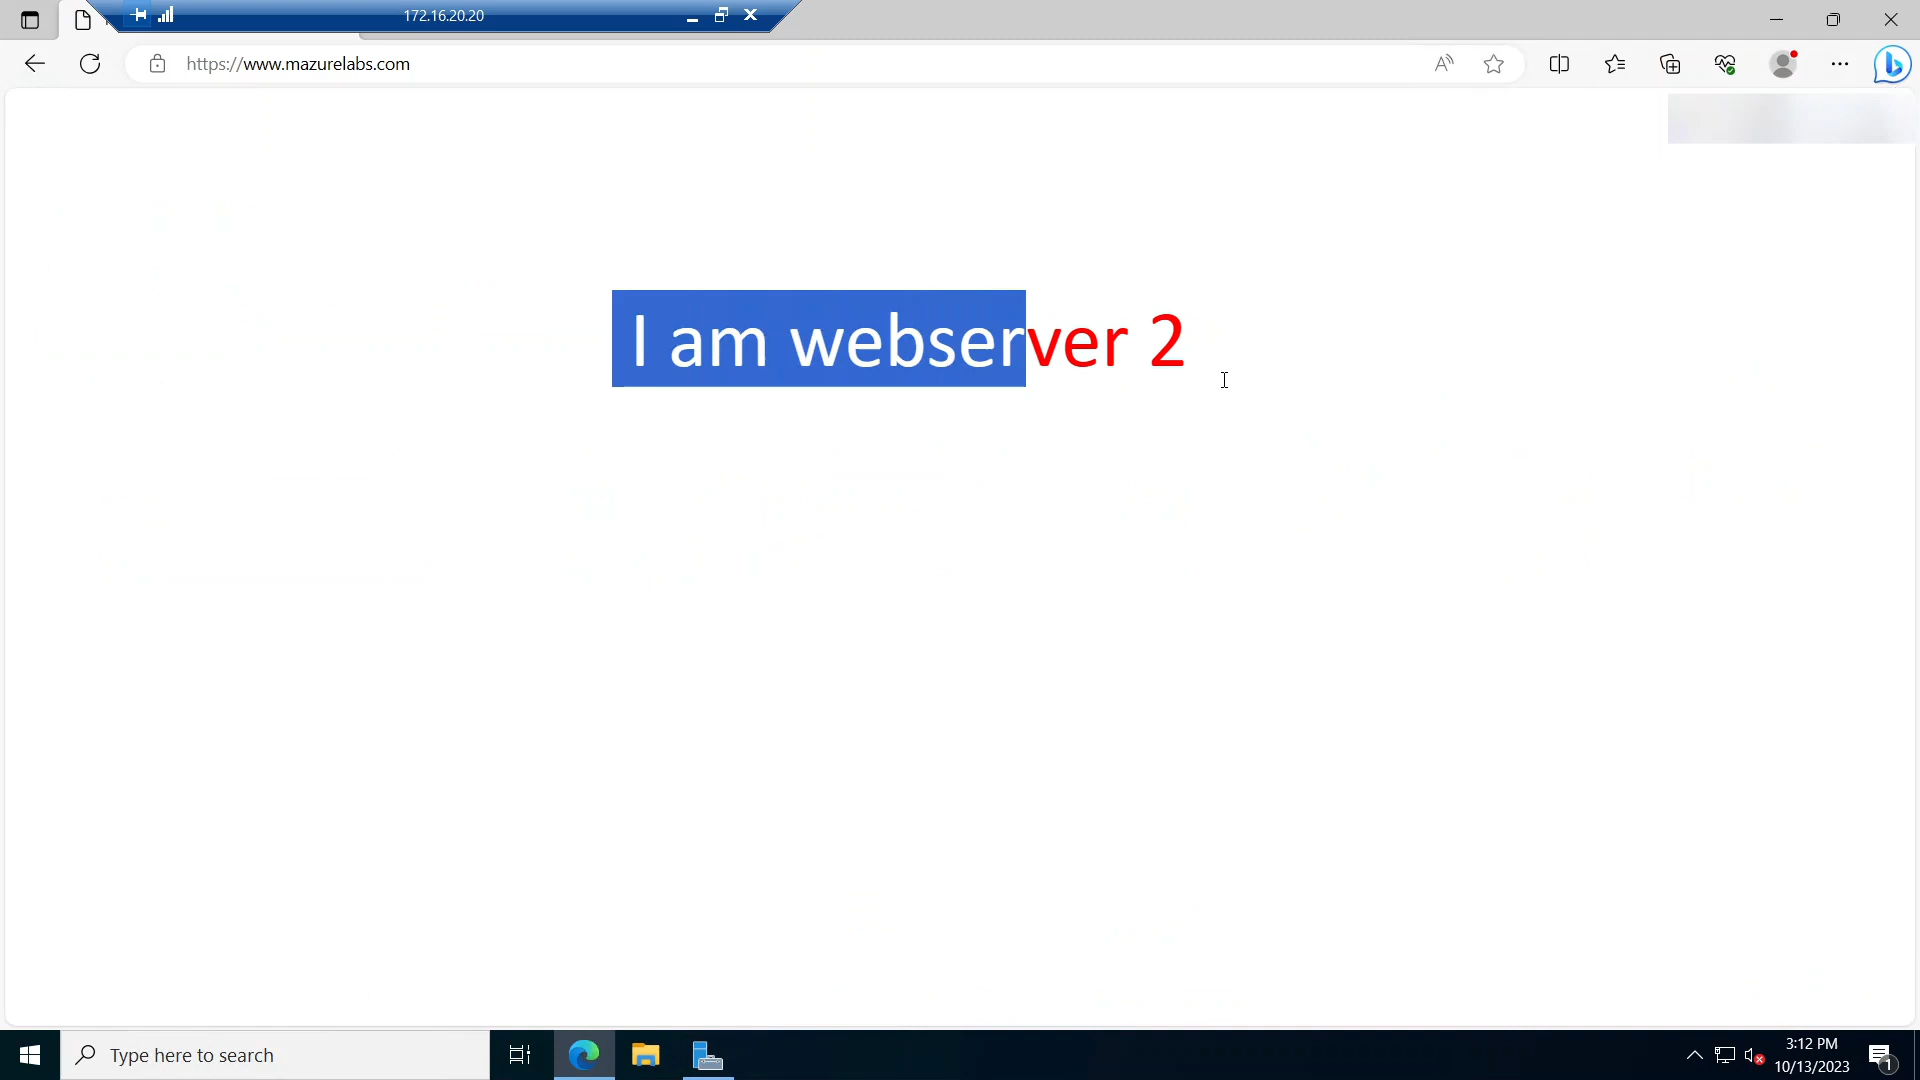 172.16.20.20
https://www.mazurelabs.com
I am webserver 2
Type here to search
3:12 PM
10/13/2023
1